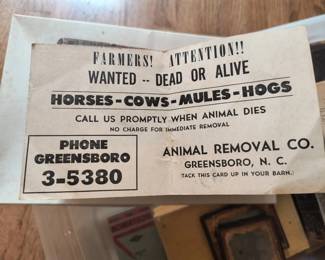 FARMERS! ATTENTION!!
WANTED -- DEAD OR ALIVE
HORSES-COWS-MULES-HOGS
CALL US PROMPTLY WHEN ANIMAL DIES
NO CHARGE FOR IMMEDIATE REMOVAL
PHONE
GREENSBORO
3-5380
ANIMAL REMOVAL CO.
GREENSBORO, N. C.
TACK THIS CARD UP IN YOUR BARN.